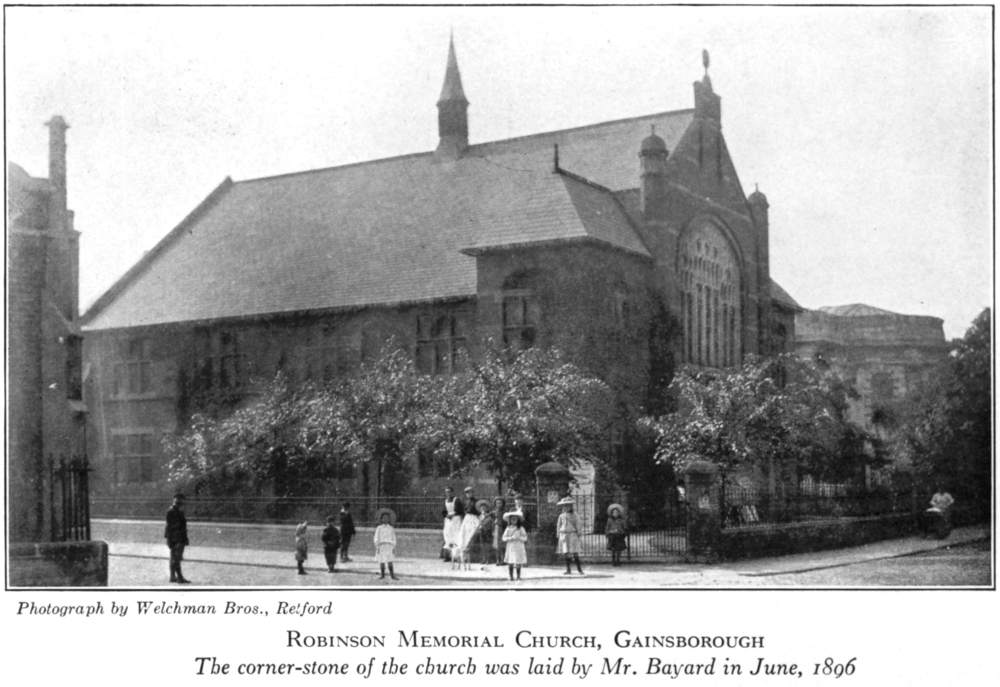 Photograph by Welchman Bros., Retford
Robinson Memorial Church, Gainsborough
The corner-stone of the church was laid by Mr. Bayard in June, 1896